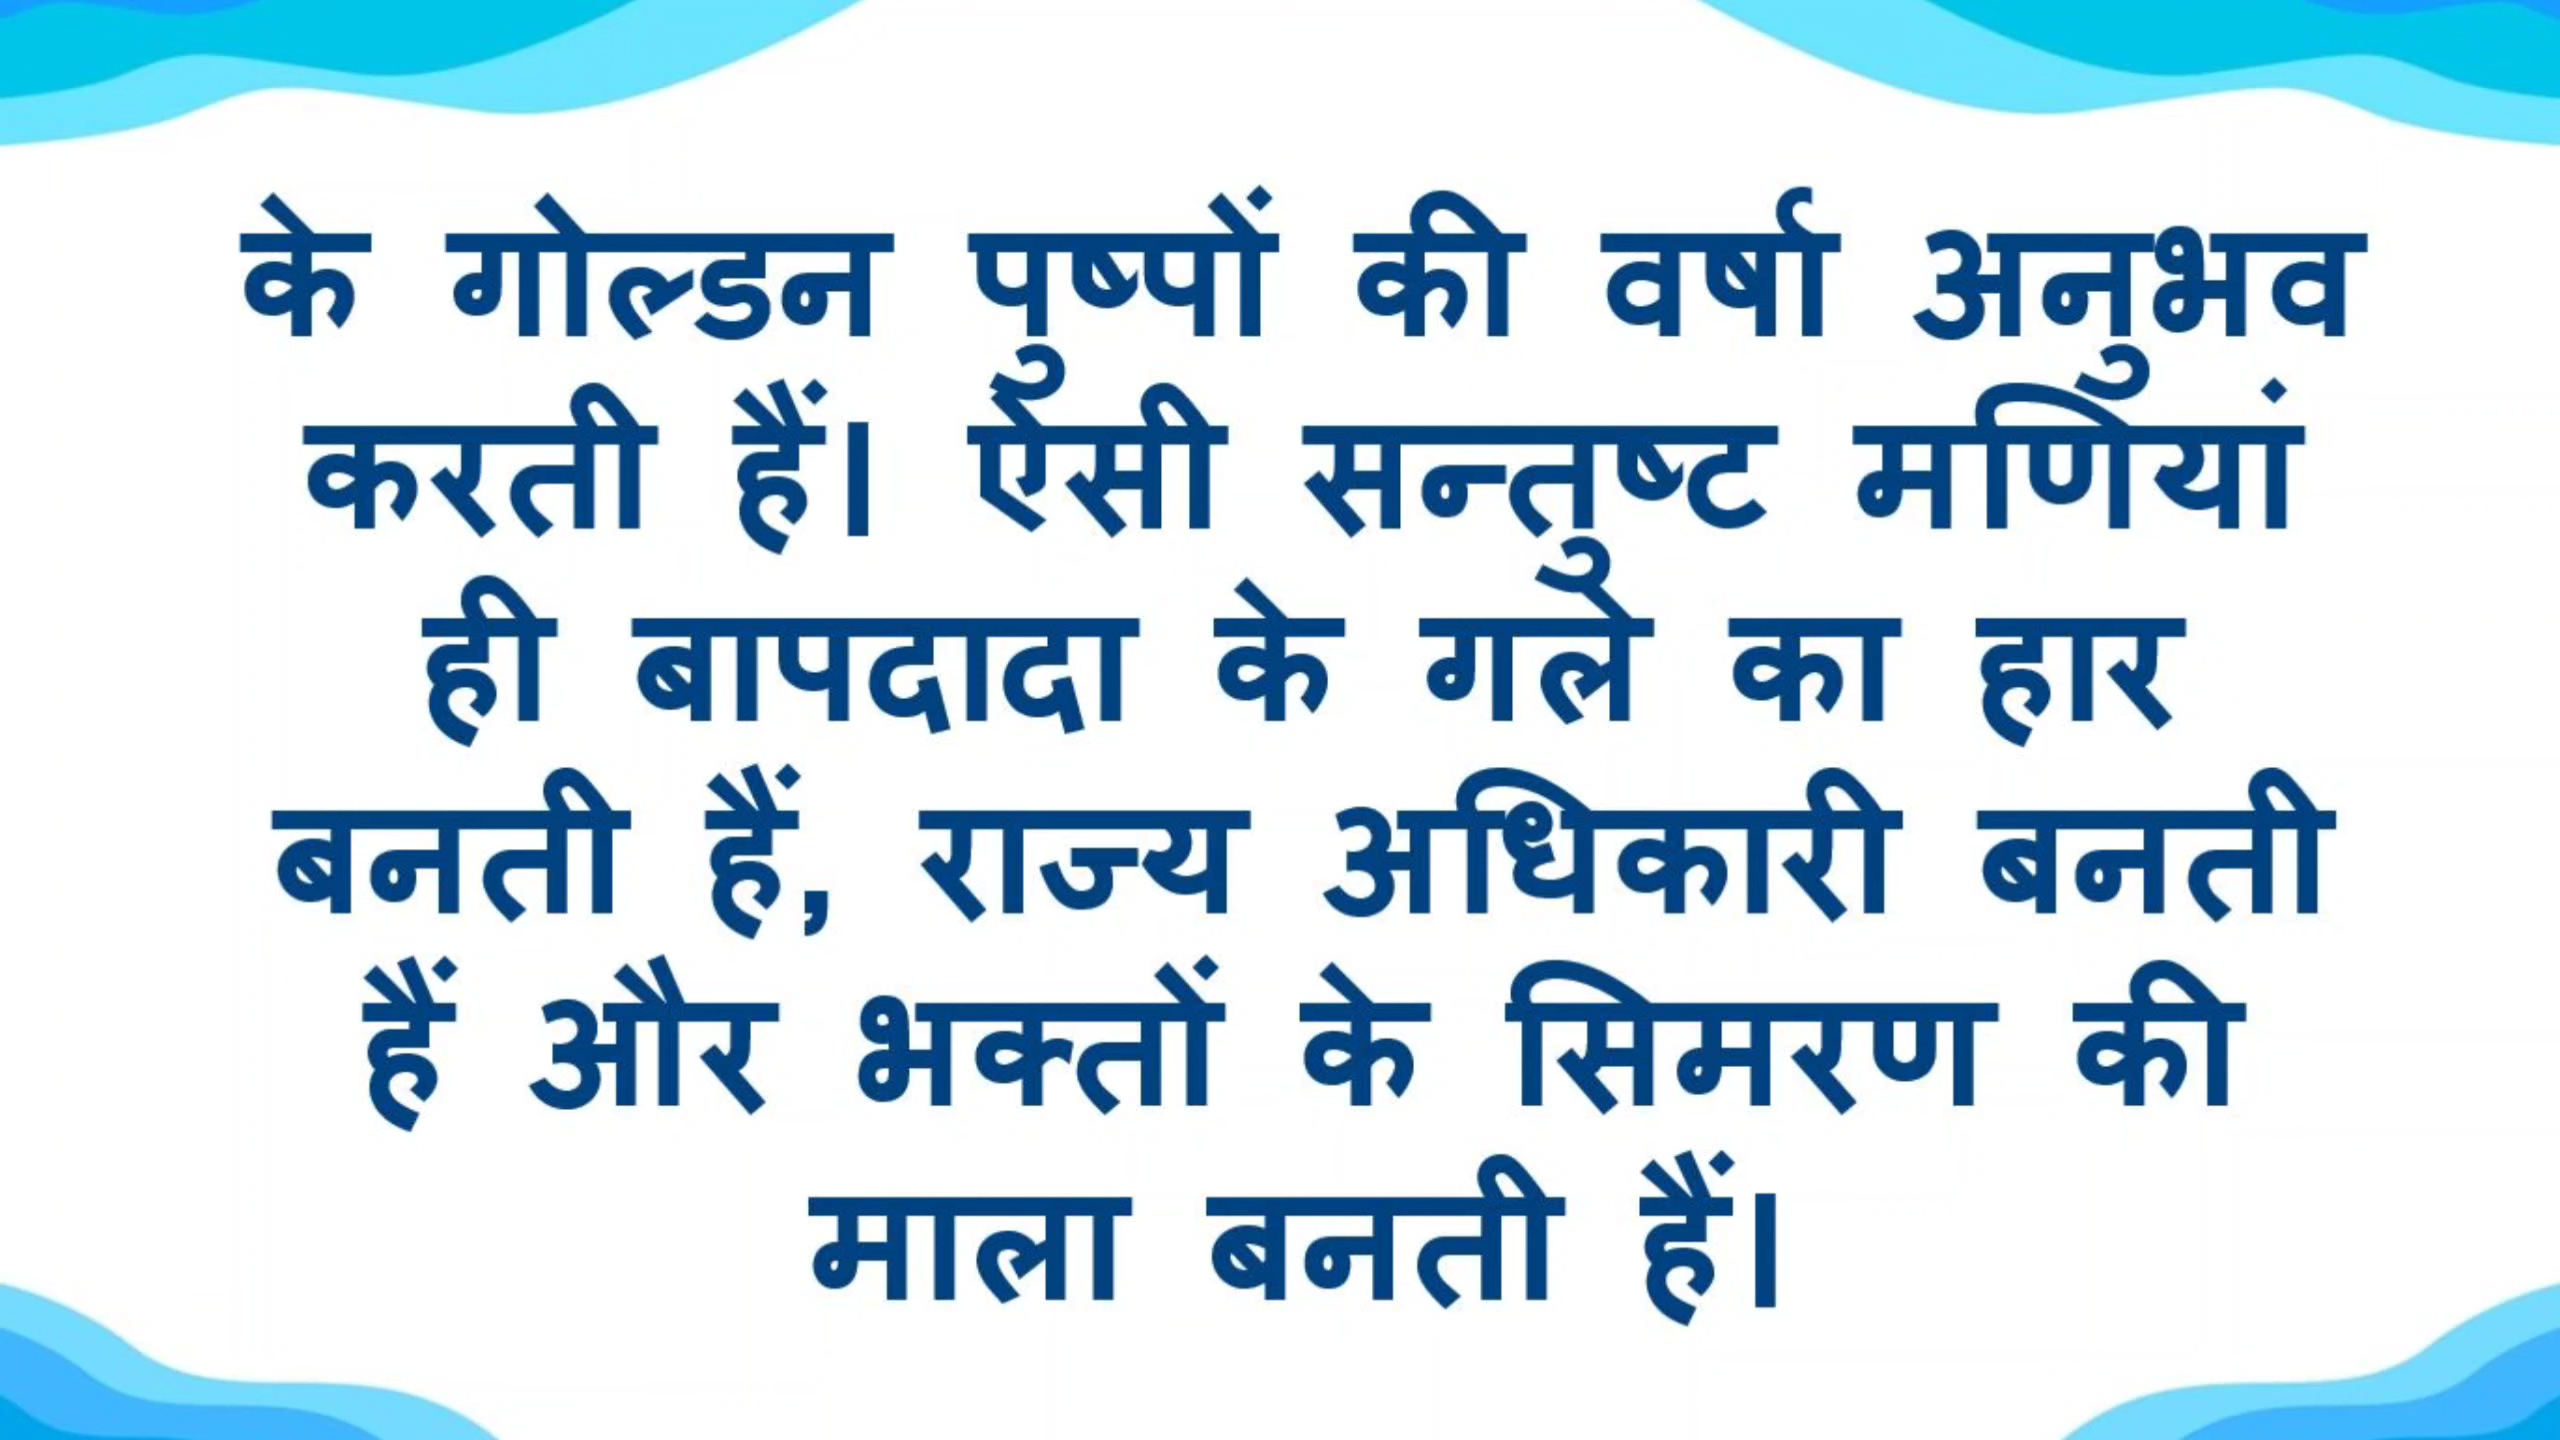 के गोल्डन पुष्पों की वर्षा अनुभव
करती हैं। ऐसी सन्तुष्ट मणियां
ही बापदादा के गले का हार
बनती हैं, राज्य अधिकारी बनती
हैं और भक्तों के सिमरण की
माला बनती हैं।